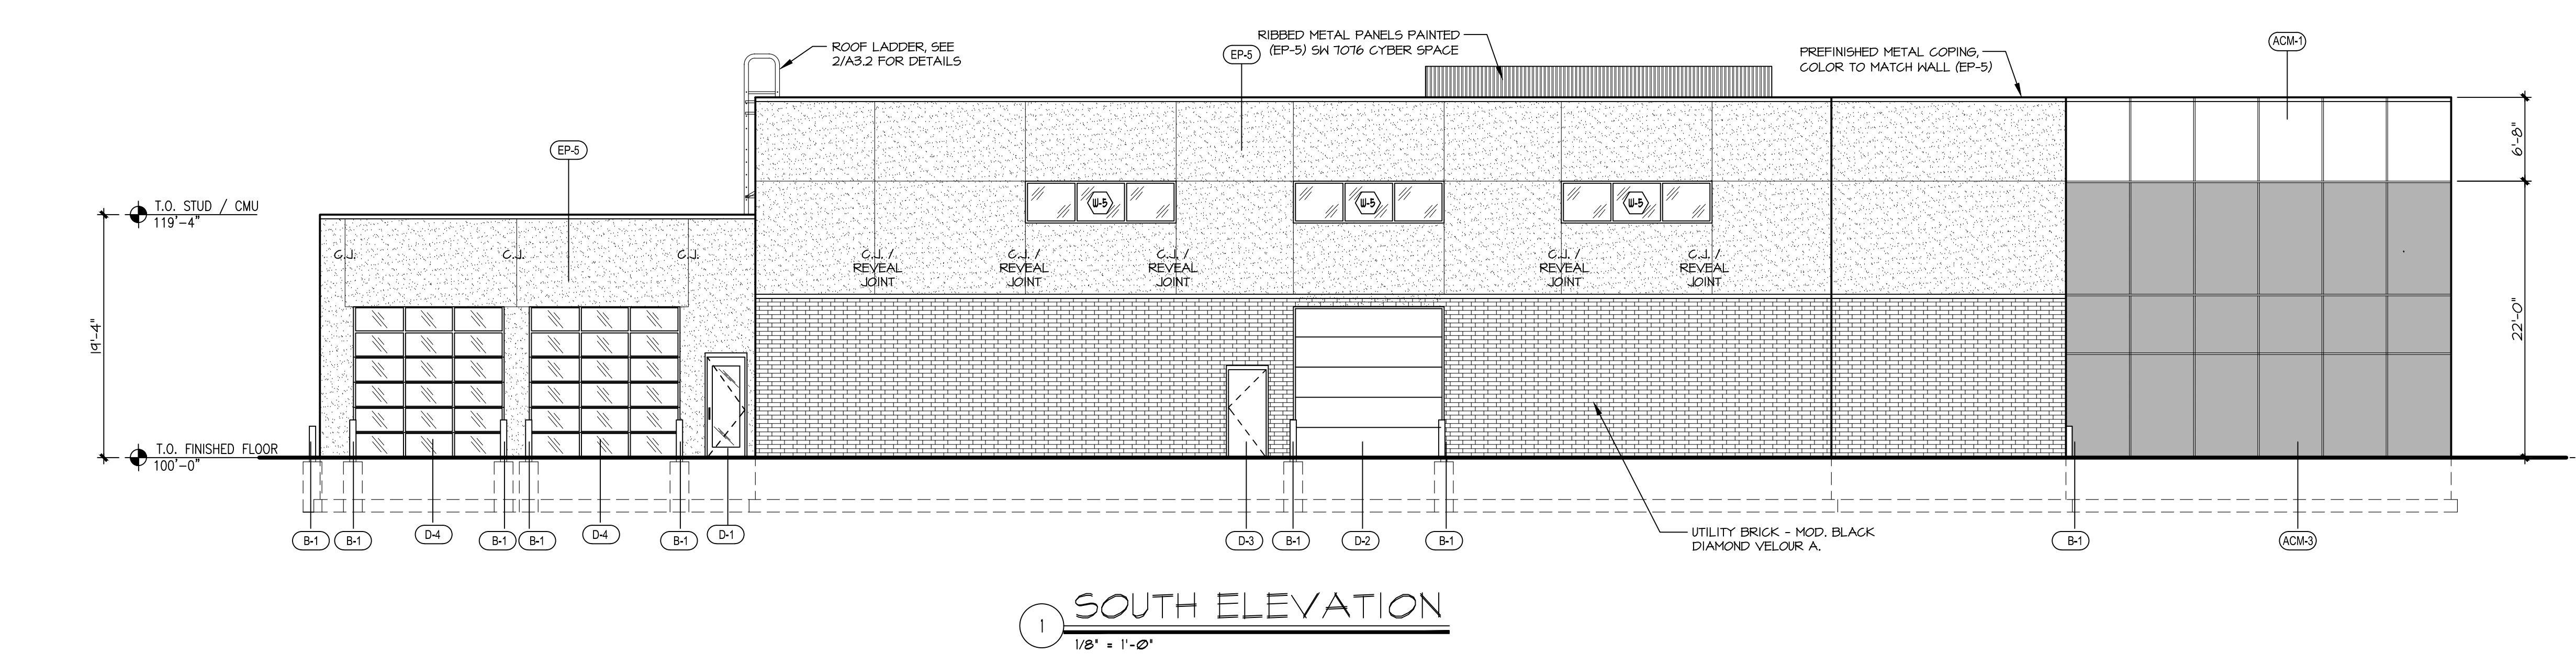 ROOF LADDER, SEE
2/A3.2 FOR DETAILS
EP-5
RIBBED METAL PANELS PAINTED
(EP-5) SW 7076 CYBER SPACE
PREFINISHED METAL COPING,
COLOR TO MATCH WALL (EP-5)
ACM-1
6'-8"
EP-5
T.O. STUD / CMU
119'-4"
W-5
W-5
W-5
C.J.
C.J.
C.J.
C.J. /
REVEAL
JOINT
C.J. /
REVEAL
JOINT
C.J. /
REVEAL
JOINT
C.J. /
REVEAL
JOINT
C.J. /
REVEAL
JOINT
19'-4"
22'-0"
T.O. FINISHED FLOOR
100'-0"
B-1
B-1
D-4
B-1
B-1
D-4
B-1
D-1
D-3
B-1
D-2
B-1
UTILITY BRICK - MOD. BLACK
DIAMOND VELOUR A.
B-1
ACM-3
1
SOUTH ELEVATION
1/8" = 1'-0"